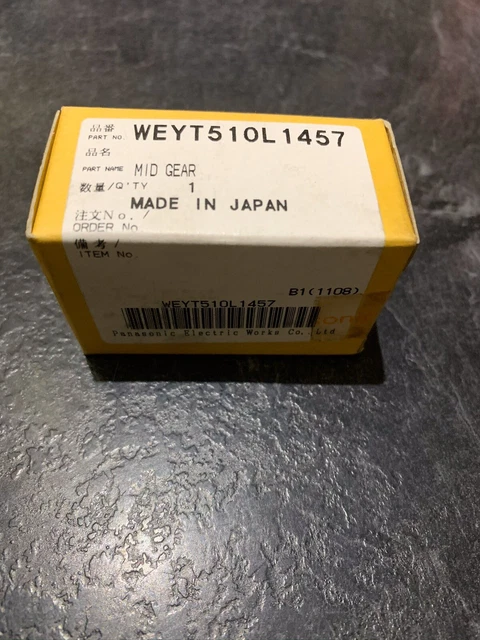 品番
PART NO. WEYT510L1457
品名
PART NAME MID GEAR
数量/Q'TY 1
MADE IN JAPAN
注文No. /
ORDER No.
備考/
ITEM No.
B1(1108)
WEYT510L1457
Panasonic Electric Works Co., Ltd